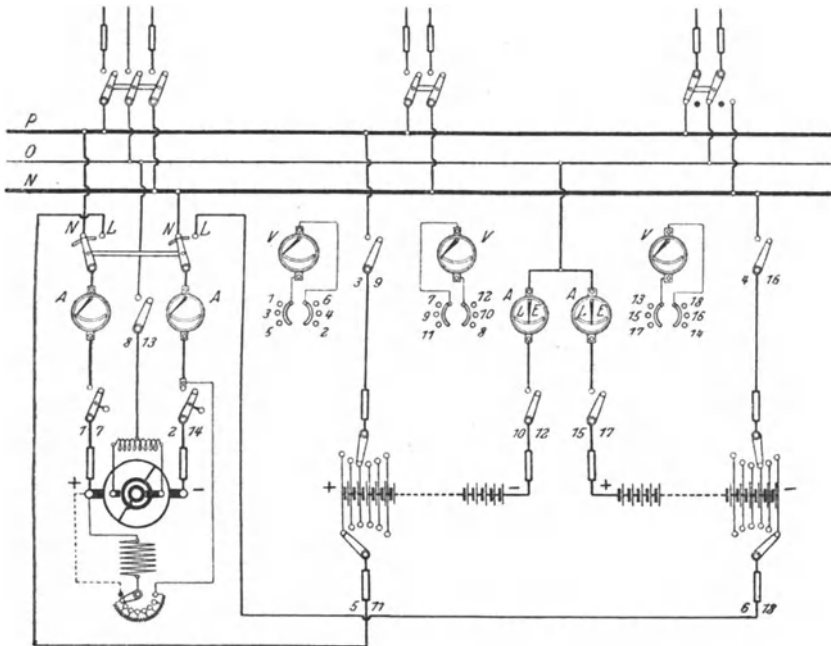 P
O
N
N L N L
V V V
A A A A
L E L E
3 9
4 16
1 6
3 4
5 2
7 12
9 10
11 8
13 18
15 16
17 14
8 13
1 7 2 14
10 12 15 17
+ -
+ - + -
5 11
6 18